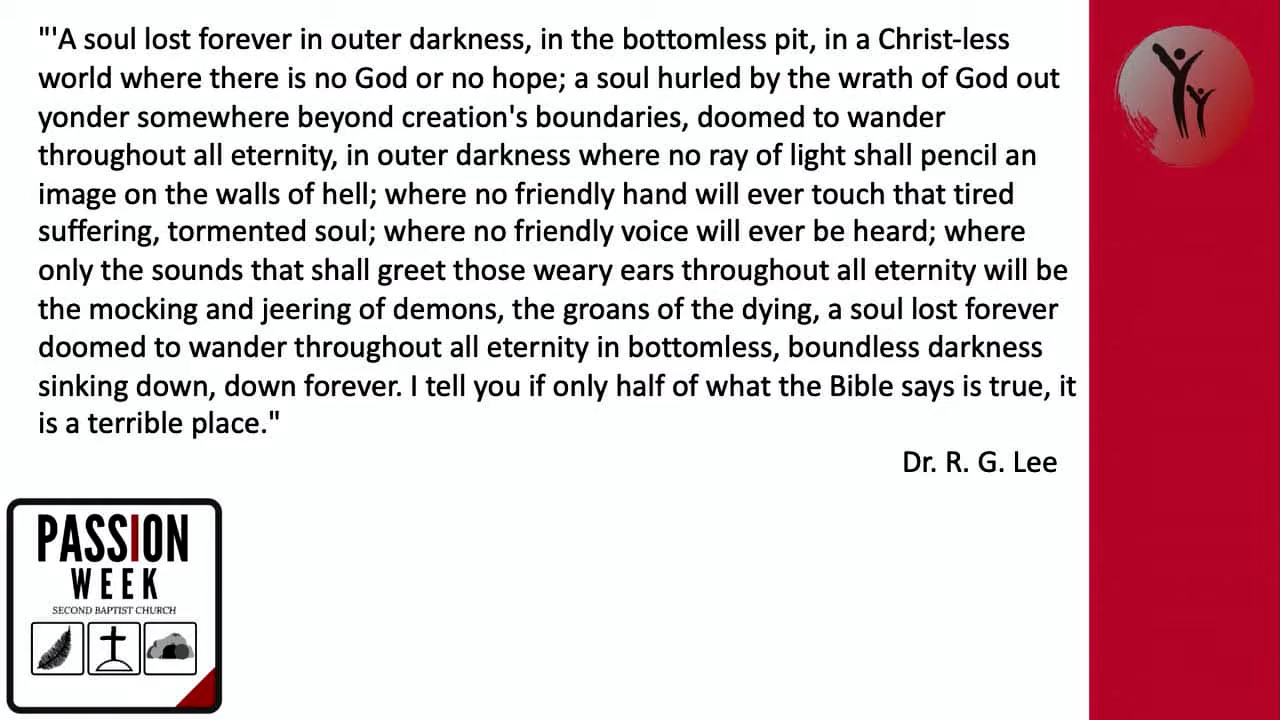 "'A soul lost forever in outer darkness, in the bottomless pit, in a Christ-less
world where there is no God or no hope; a soul hurled by the wrath of God out
yonder somewhere beyond creation's boundaries, doomed to wander
throughout all eternity, in outer darkness where no ray of light shall pencil an
image on the walls of hell; where no friendly hand will ever touch that tired
suffering, tormented soul; where no friendly voice will ever be heard; where
only the sounds that shall greet those weary ears throughout all eternity will be
the mocking and jeering of demons, the groans of the dying, a soul lost forever
doomed to wander throughout all eternity in bottomless, boundless darkness
sinking down, down forever. I tell you if only half of what the Bible says is true, it
is a terrible place."
Dr. R. G. Lee
PASSION
WEEK
SECOND BAPTIST CHURCH